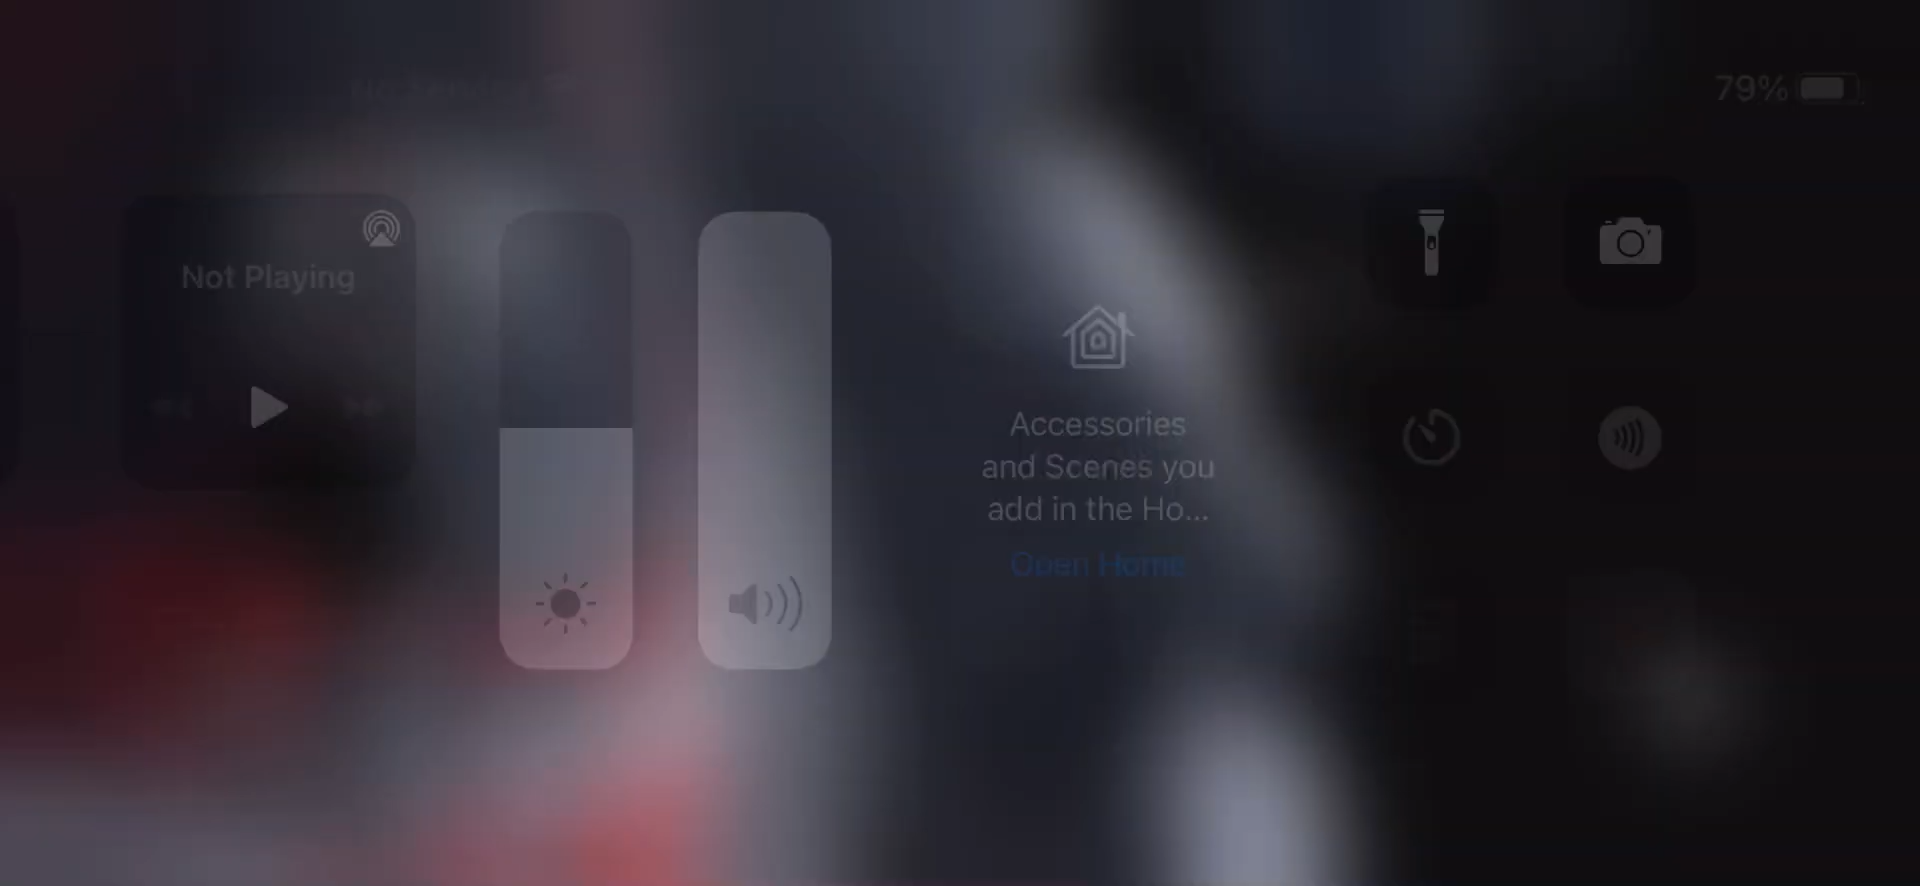 79%
Not Playing
Accessories
and Scenes you
add in the Ho...
Open Home